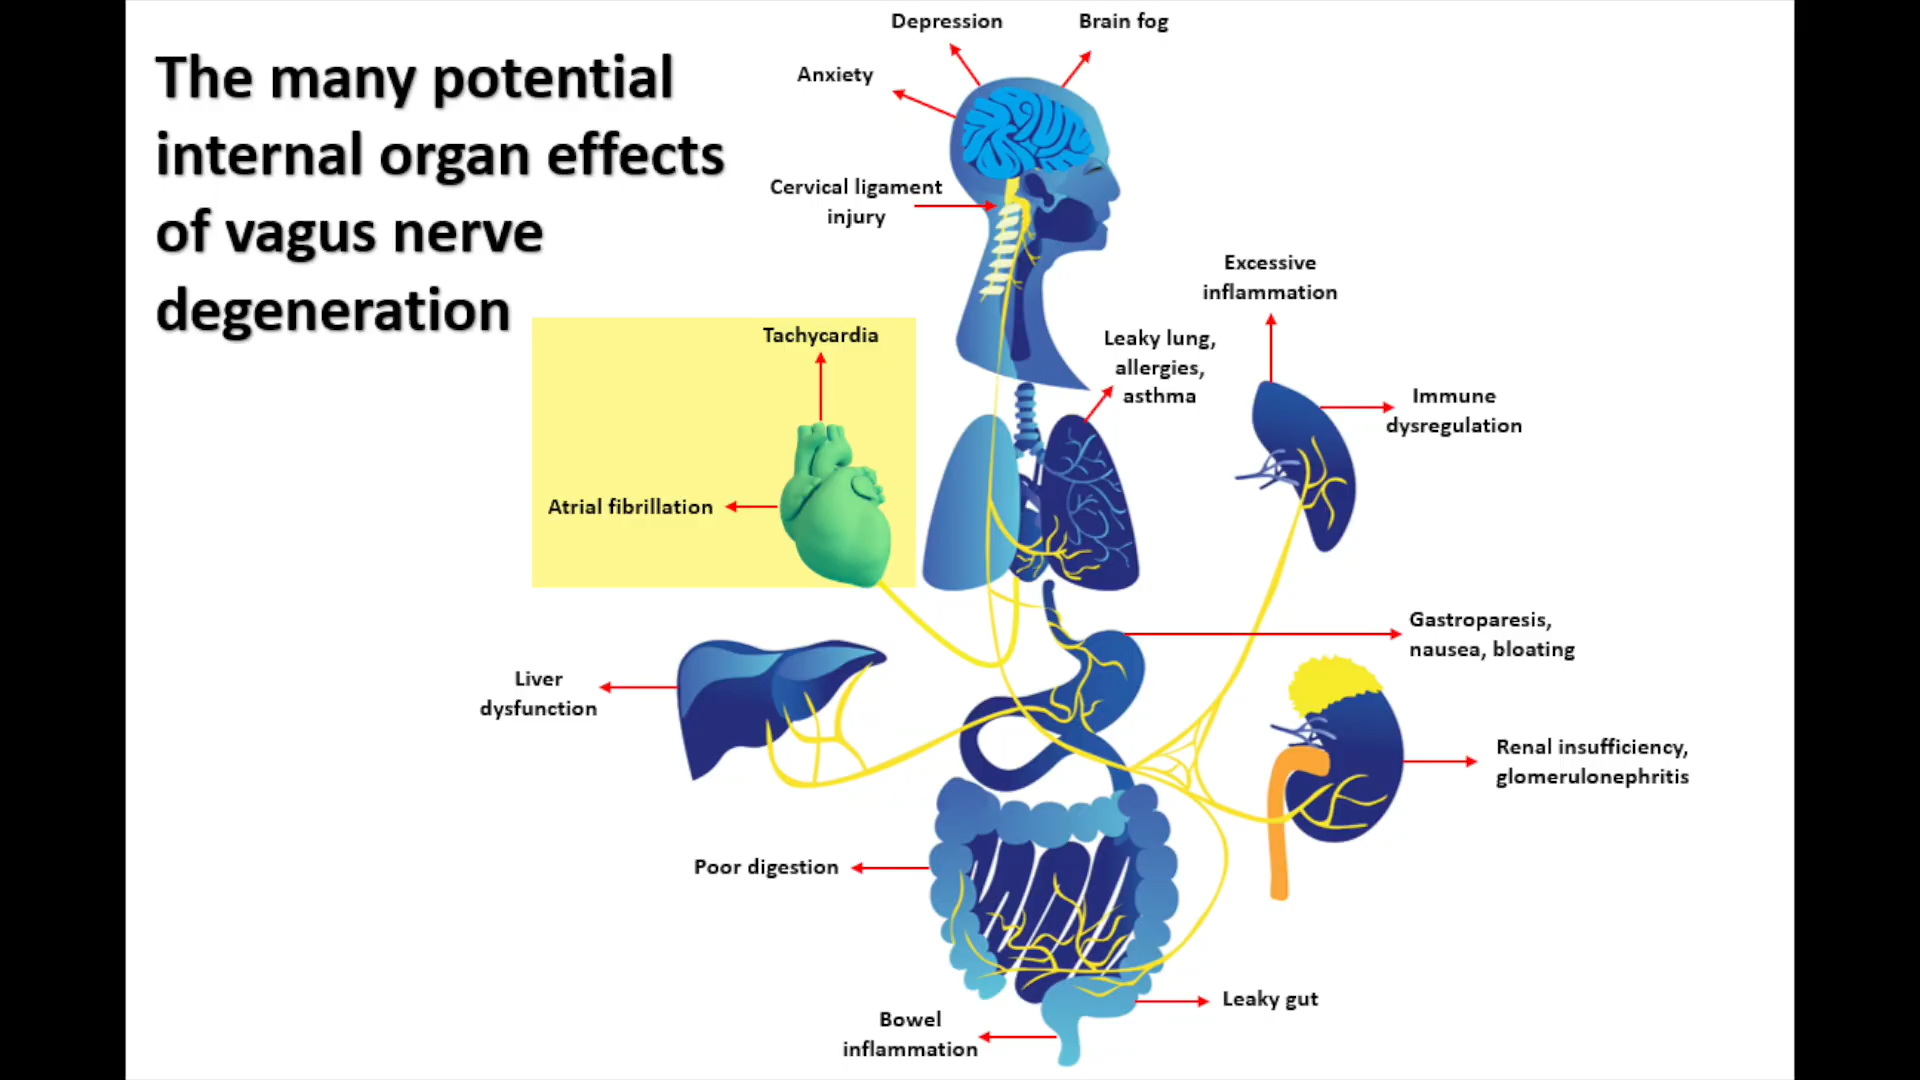 The many potential
internal organ effects
of vagus nerve
degeneration
Depression
Brain fog
Anxiety
Cervical ligament
injury
Excessive
inflammation
Tachycardia
Leaky lung,
allergies,
asthma
Immune
dysregulation
Atrial fibrillation
Gastroparesis,
nausea, bloating
Liver
dysfunction
Renal insufficiency,
glomerulonephritis
Poor digestion
Leaky gut
Bowel
inflammation